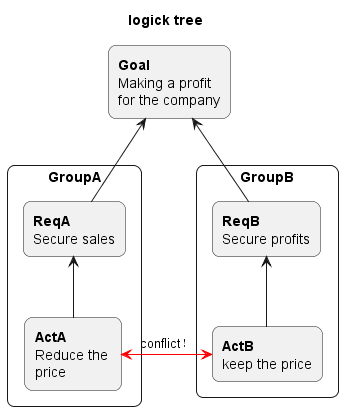 logick tree
Goal
Making a profit
for the company
GroupA
GroupB
ReqA
Secure sales
ReqB
Secure profits
ActA
Reduce the
price
conflict!
ActB
keep the price